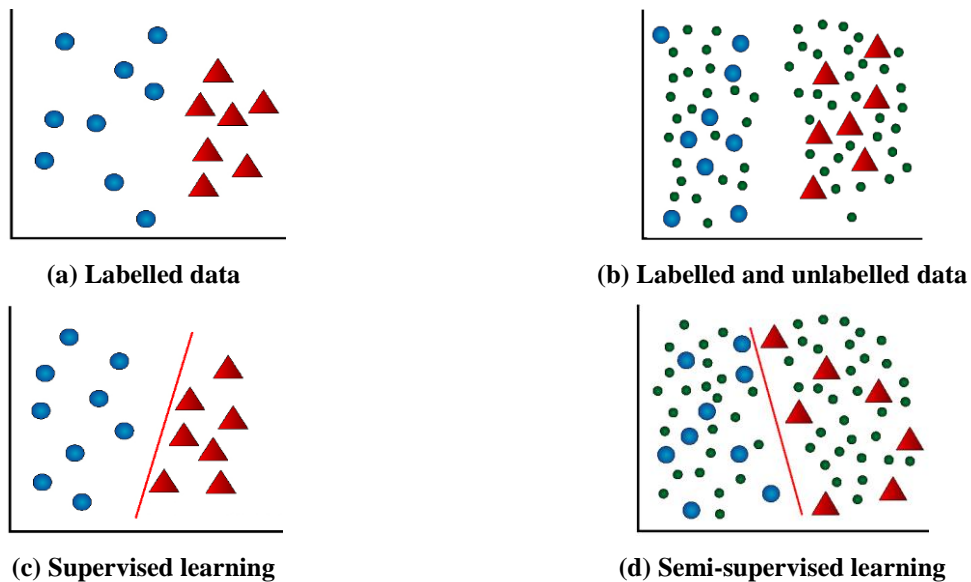 (a) Labelled data
(b) Labelled and unlabelled data
(c) Supervised learning
(d) Semi-supervised learning